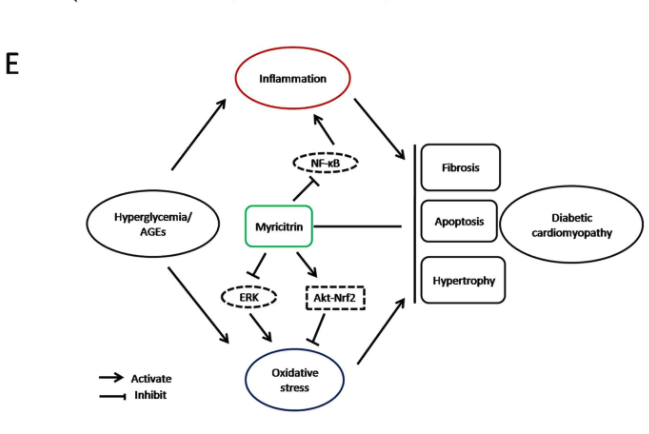 E
Inflammation
NF-κB
Fibrosis
Hyperglycemia/
AGEs
Myricitrin
Apoptosis
Diabetic
cardiomyopathy
Hypertrophy
ERK
Akt-Nrf2
Oxidative
stress
Activate
Inhibit